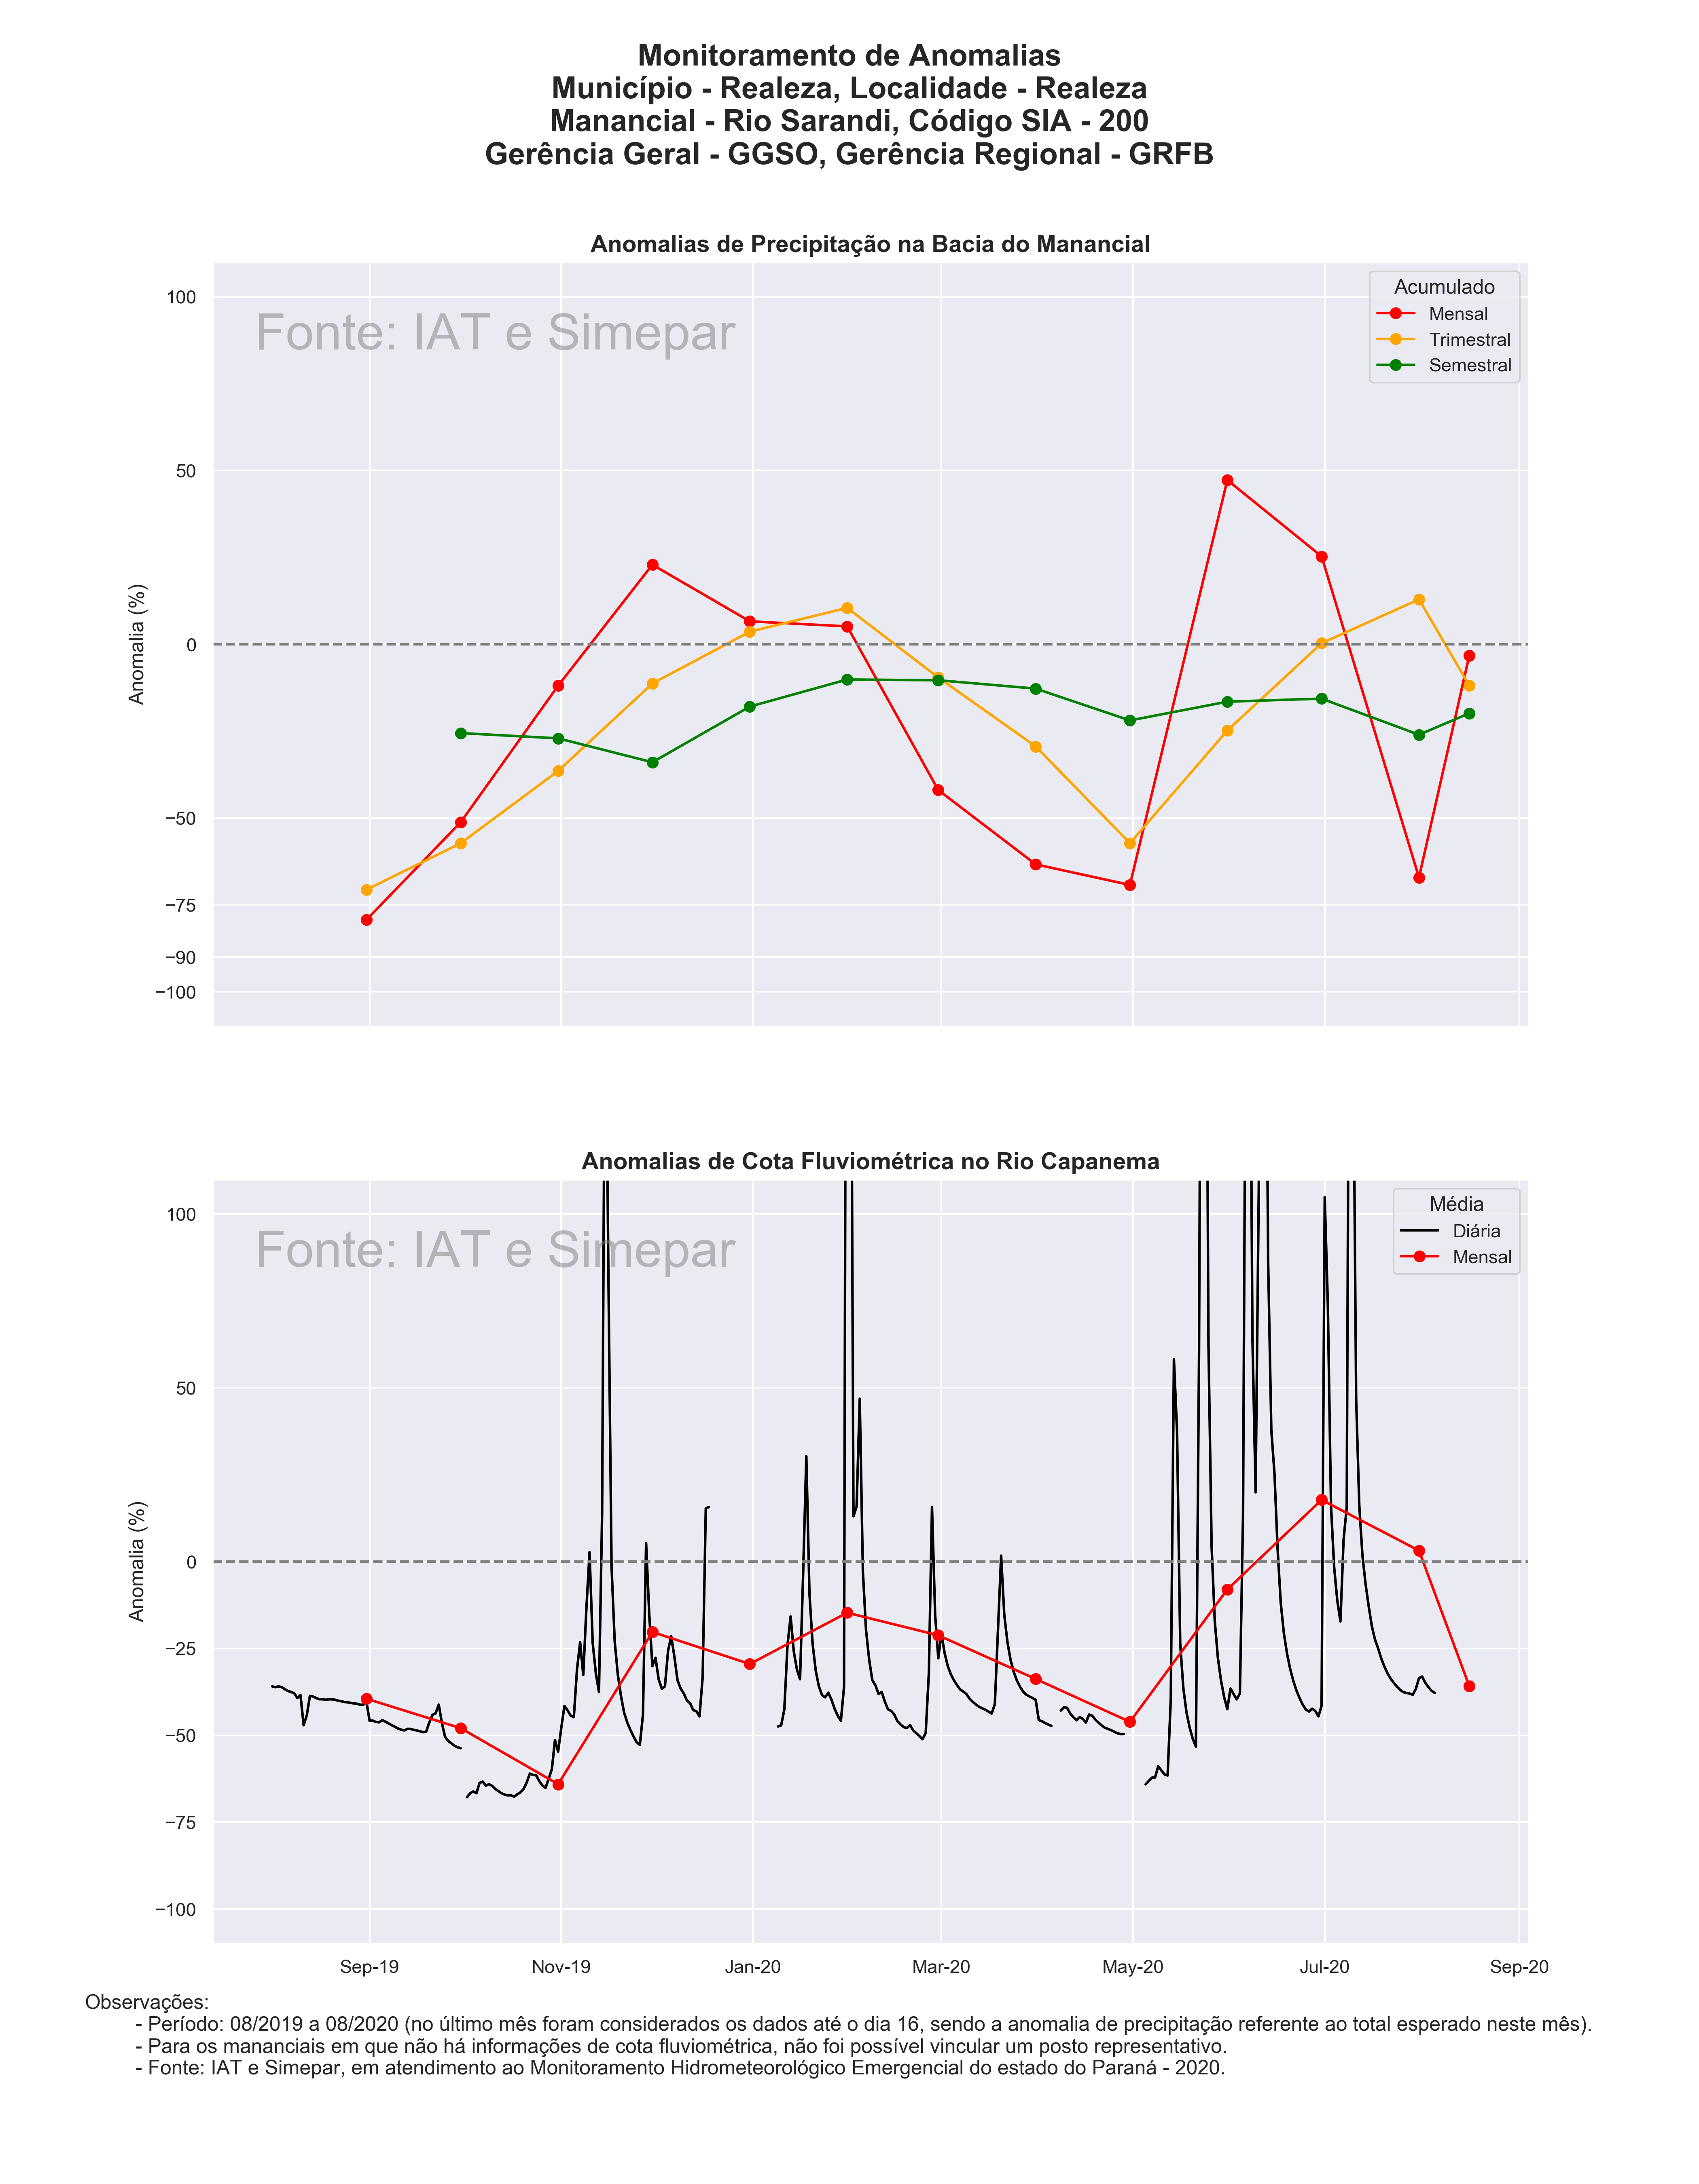 Monitoramento de Anomalias
Município - Realeza, Localidade - Realeza
Manancial - Rio Sarandi, Código SIA - 200
Gerência Geral - GGSO, Gerência Regional - GRFB
Anomalias de Precipitação na Bacia do Manancial
Fonte: IAT e Simepar
Acumulado
Mensal
Trimestral
Semestral
Anomalia (%)
100
50
0
−50
−75
−90
−100
Anomalias de Cota Fluviométrica no Rio Capanema
Fonte: IAT e Simepar
Média
Diária
Mensal
Anomalia (%)
100
50
0
−25
−50
−75
−100
Sep-19 Nov-19 Jan-20 Mar-20 May-20 Jul-20 Sep-20
Observações:
- Período: 08/2019 a 08/2020 (no último mês foram considerados os dados até o dia 16, sendo a anomalia de precipitação referente ao total esperado neste mês).
- Para os mananciais em que não há informações de cota fluviométrica, não foi possível vincular um posto representativo.
- Fonte: IAT e Simepar, em atendimento ao Monitoramento Hidrometeorológico Emergencial do estado do Paraná - 2020.